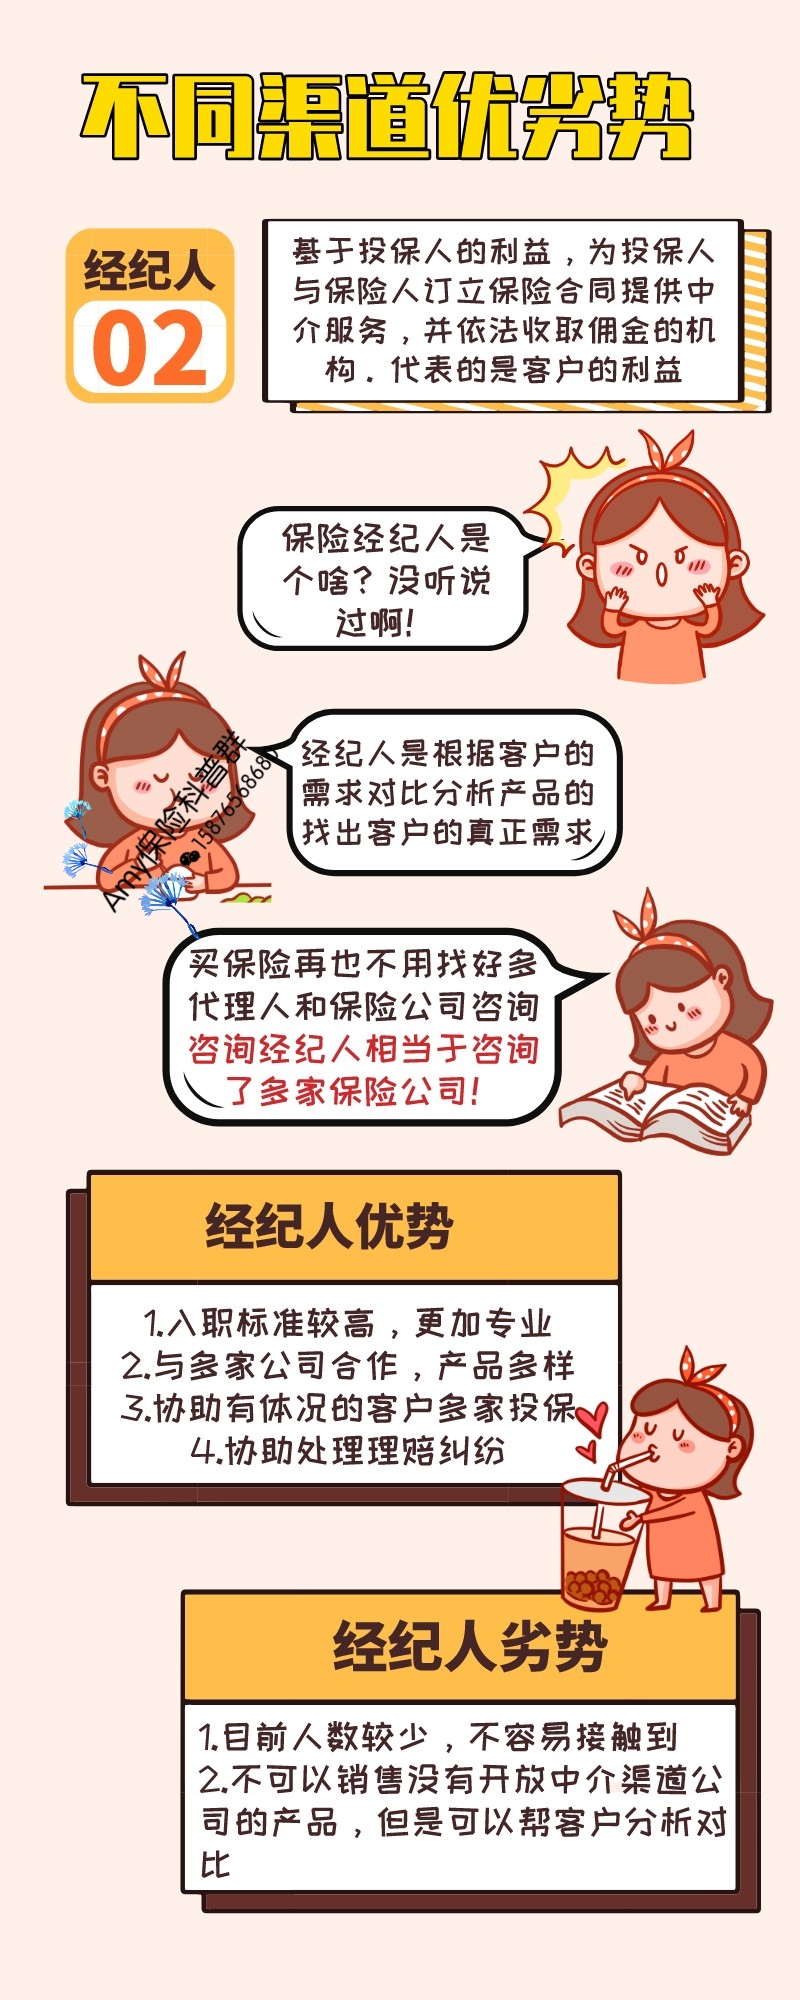 不同渠道优劣势
经纪人
02
基于投保人的利益，为投保人
与保险人订立保险合同提供中
介服务，并依法收取佣金的机
构．代表的是客户的利益
保险经纪人是
个啥？没听说
过啊！
经纪人是根据客户的
需求对比分析产品的
找出客户的真正需求
Amy保险科普群
15876568680
买保险再也不用找好多
代理人和保险公司咨询
咨询经纪人相当于咨询
了多家保险公司！
经纪人优势
1.入职标准较高，更加专业
2.与多家公司合作，产品多样
3.协助有体况的客户多家投保
4.协助处理理赔纠纷
经纪人劣势
1.目前人数较少，不容易接触到
2.不可以销售没有开放中介渠道公
司的产品，但是可以帮客户分析对
比